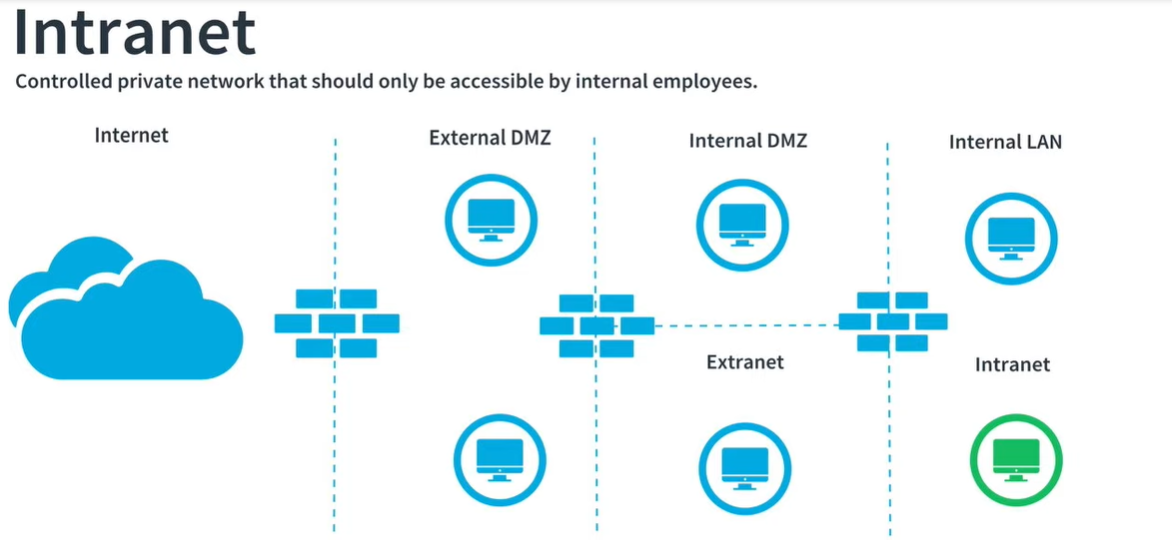 Intranet
Controlled private network that should only be accessible by internal employees.
Internet
External DMZ
Internal DMZ
Internal LAN
Extranet
Intranet